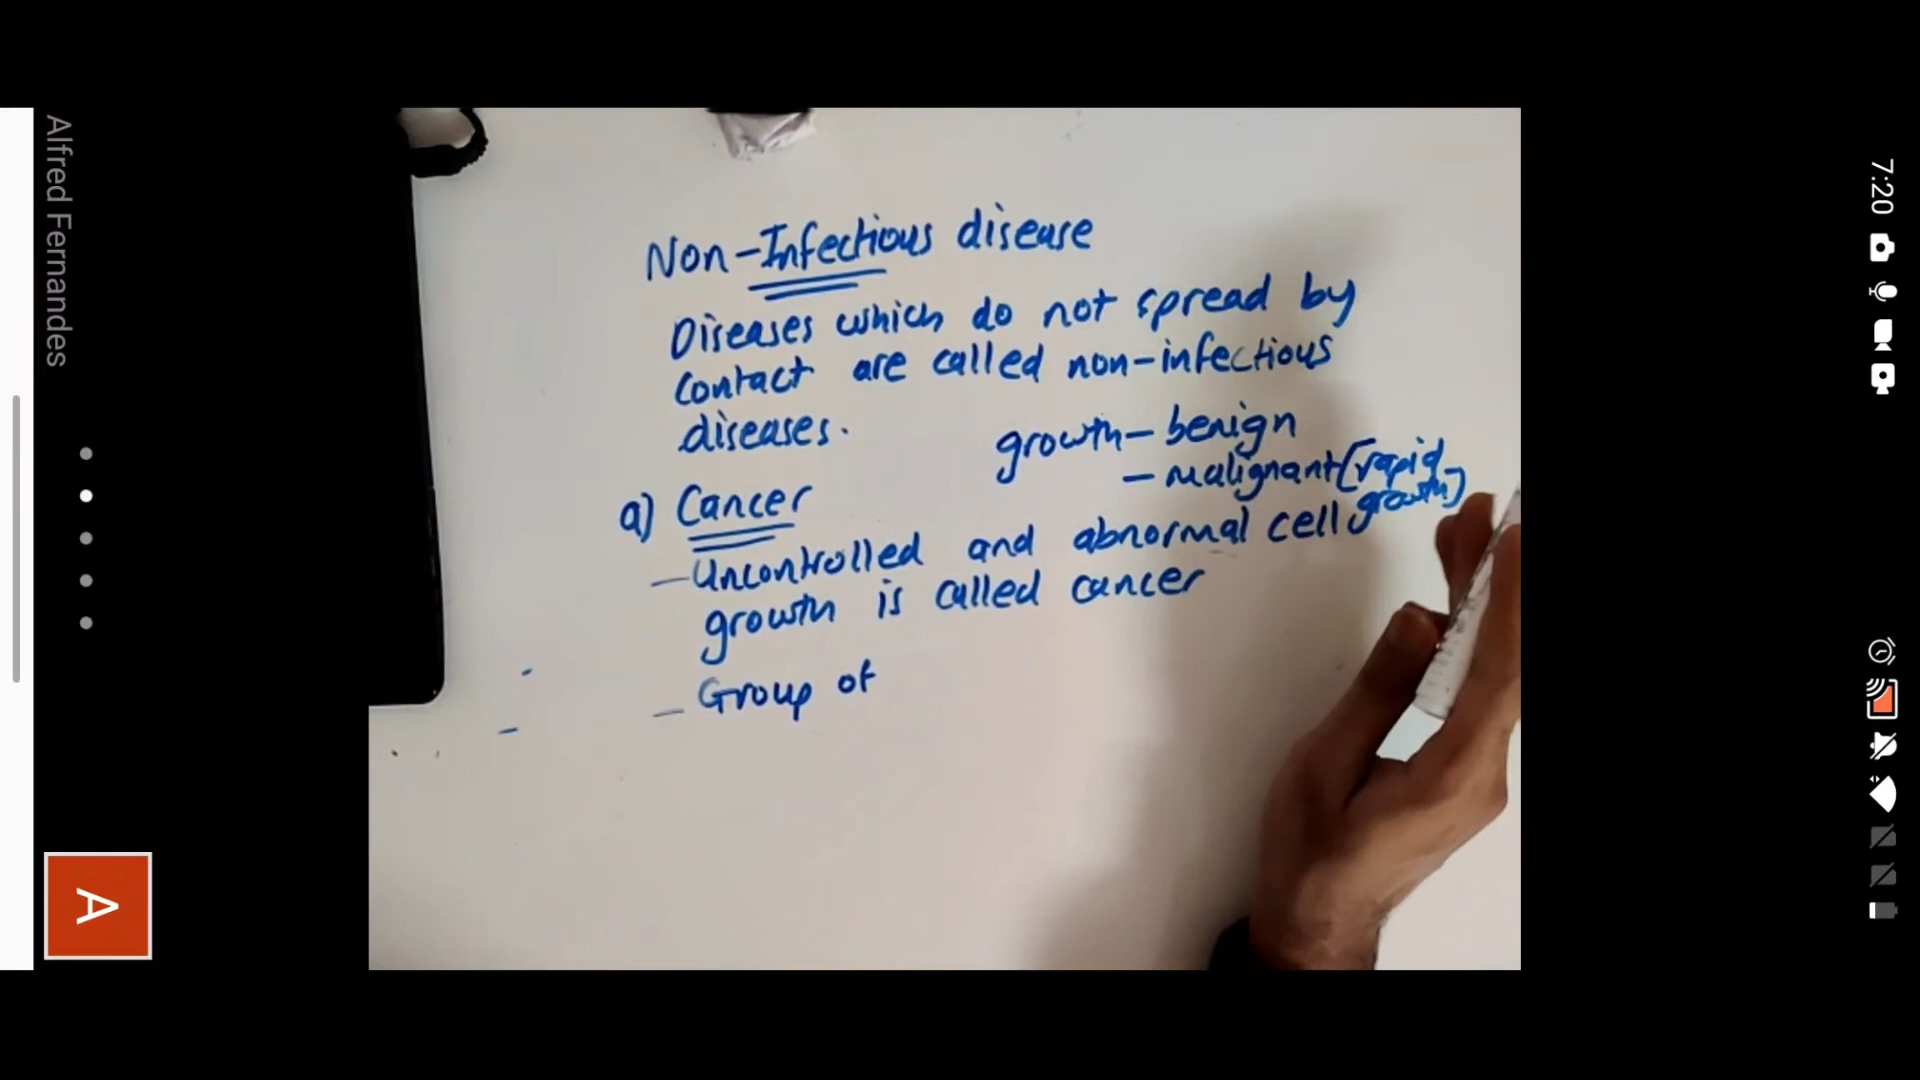 Alfred Fernandes
7:20
Non-Infectious disease
Diseases which do not spread by
contact are called non-infectious
diseases.
growth - benign
- malignant (rapid
growth)
a) Cancer
- Uncontrolled and abnormal cell
growth is called cancer
- Group of
A